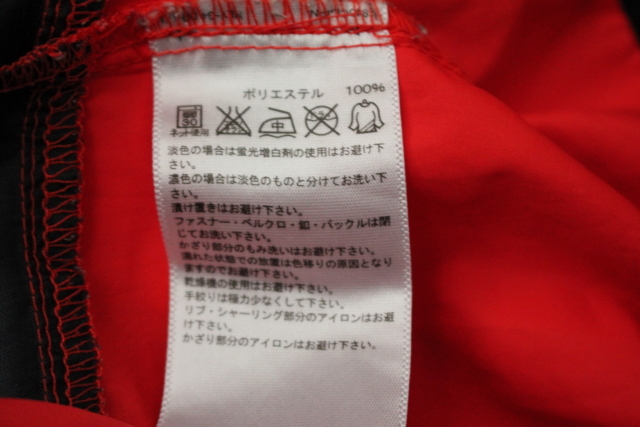 ポリエステル 100%
30
ネット使用 中
淡色の場合は蛍光増白剤の使用はお避け下
さい。
濃色の場合は淡色のものと分けてお洗い下
さい。
漬け置きはお避け下さい。
ファスナー・ベルクロ・釦・バックルは閉
じてお洗い下さい。
かざり部分のもみ洗いはお避け下さい。
濡れた状態での放置は色移りの原因となり
ますのでお避け下さい。
乾燥機の使用はお避け下さい。
手絞りは極力少なくして下さい。
リブ・シャーリング部分のアイロンはお避
け下さい。
かざり部分のアイロンはお避け下さい。